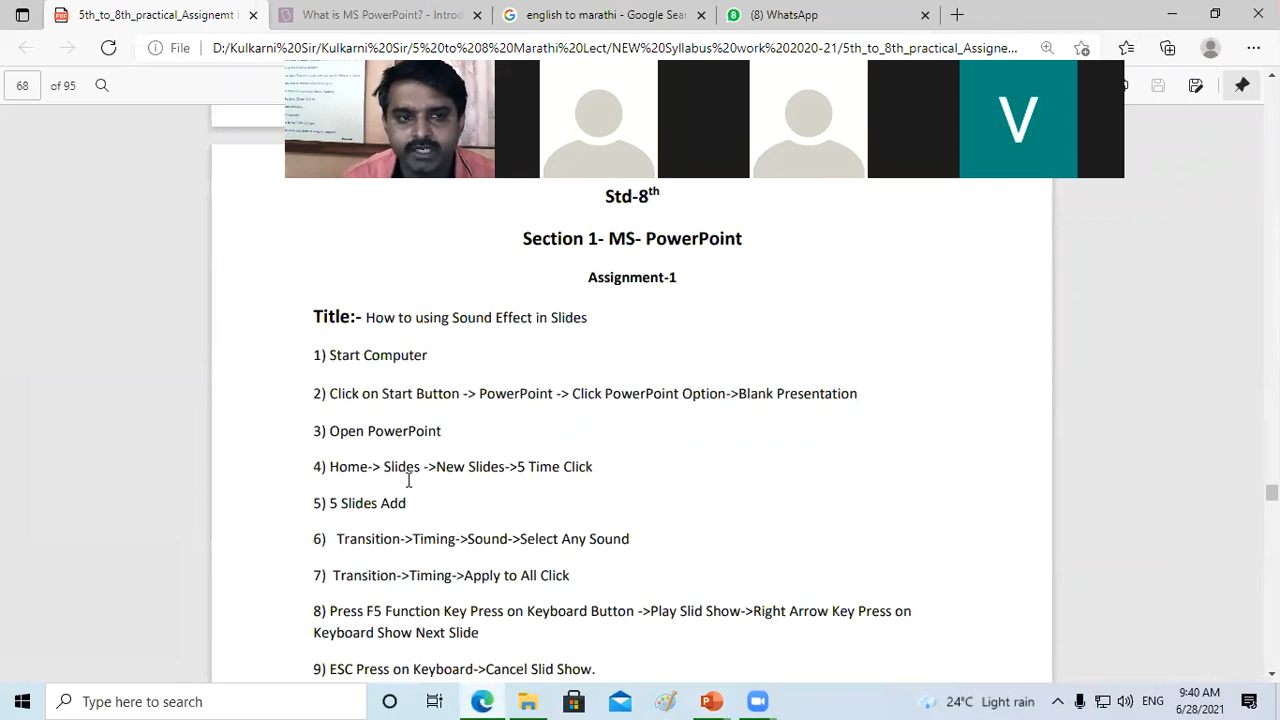 5th_to_8th_practical_Assigment
What is PowerPoint? - Introd
english to marathi - Google Sear
(8) WhatsApp
File
D:/Kulkarni%20Sir/Kulkarni%20Sir/5%20to%208%20Marathi%20Lect/NEW%20Syllabus%20work%202020-21/5th_to_8th_practical_Assigne...
68 of 95
V
Std-8th
Section 1- MS- PowerPoint
Assignment-1
Title:- How to using Sound Effect in Slides
1) Start Computer
2) Click on Start Button -> PowerPoint -> Click PowerPoint Option->Blank Presentation
3) Open PowerPoint
4) Home-> Slides ->New Slides->5 Time Click
5) 5 Slides Add
6) Transition->Timing->Sound->Select Any Sound
7) Transition->Timing->Apply to All Click
8) Press F5 Function Key Press on Keyboard Button ->Play Slid Show->Right Arrow Key Press on
Keyboard Show Next Slide
9) ESC Press on Keyboard->Cancel Slid Show.
Type here to search
24°C Light rain
ENG
9:40 AM
6/28/2021